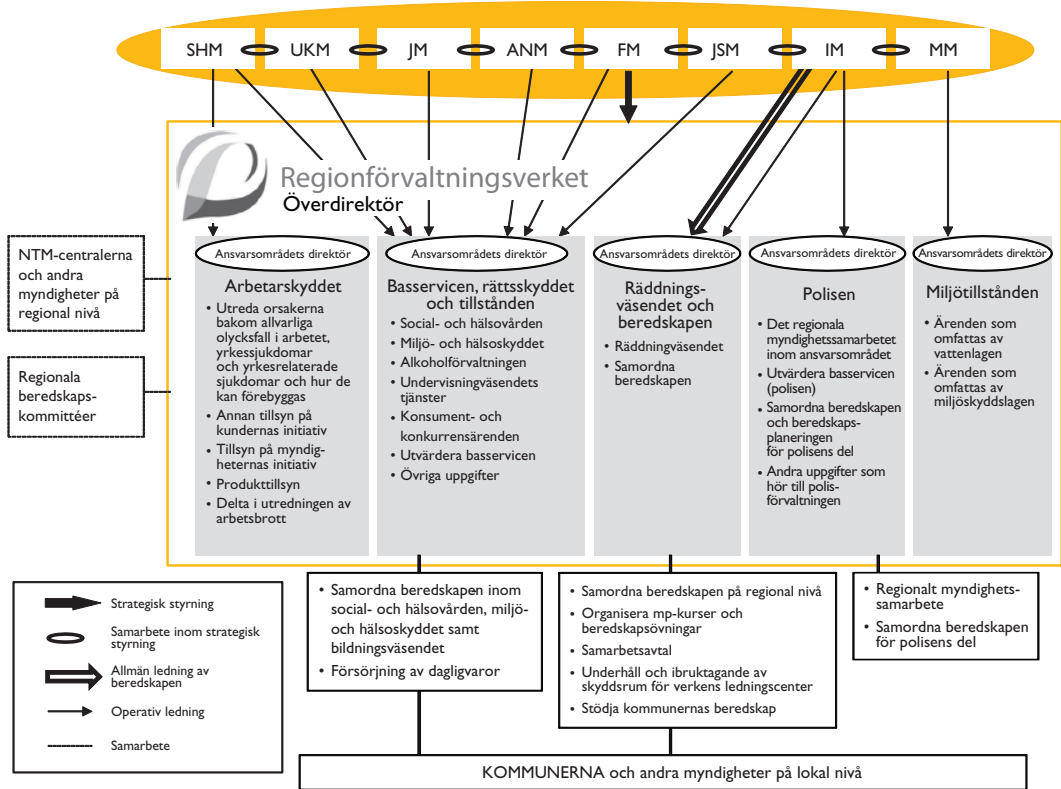 SHM UKM JM ANM FM JSM IM MM
Regionförvaltningsverket
Överdirektör
NTM-centralerna
och andra
myndigheter på
regional nivå
Regionala
beredskaps-
kommittéer
Ansvarsområdets direktör
Arbetarskyddet
• Utreda orsakerna
bakom allvarliga
olycksfall i arbetet,
yrkessjukdomar
och yrkesrelaterade
sjukdomar och hur de
kan förebyggas
• Annan tillsyn på
kundernas initiativ
• Tillsyn på myndig-
heternas initiativ
• Produkttillsyn
• Delta i utredningen av
arbetsbrott
Ansvarsområdets direktör
Basservicen, rättsskyddet
och tillstånden
• Social- och hälsovården
• Miljö- och hälsoskyddet
• Alkoholförvaltningen
• Undervisningväsendets
tjänster
• Konsument- och
konkurrensärenden
• Utvärdera basservicen
• Övriga uppgifter
Ansvarsområdets direktör
Räddnings-
väsendet och
beredskapen
• Räddningväsendet
• Samordna
beredskapen
Ansvarsområdets direktör
Polisen
• Det regionala
myndighetssamarbetet
inom ansvarsområdet
• Utvärdera basservicen
(polisen)
• Samordna beredskapen
och beredskaps-
planeringen
för polisens del
• Andra uppgifter som
hör till polis-
förvaltningen
Ansvarsområdets direktör
Miljötillstånden
• Ärenden som
omfattas av
vattenlagen
• Ärenden som
omfattas av
miljöskyddslagen
Strategisk styrning
Samarbete inom strategisk
styrning
Allmän ledning av
beredskapen
Operativ ledning
Samarbete
• Samordna beredskapen inom
social- och hälsovården, miljö-
och hälsoskyddet samt
bildningsväsendet
• Försörjning av dagligvaror
• Samordna beredskapen på regional nivå
• Organisera mp-kurser och
beredskapsövningar
• Samarbetsavtal
• Underhåll och ibruktagande av
skyddsrum för verkens ledningscenter
• Stödja kommunernas beredskap
• Regionalt myndighets-
samarbete
• Samordna beredskapen
för polisens del
KOMMUNERNA och andra myndigheter på lokal nivå